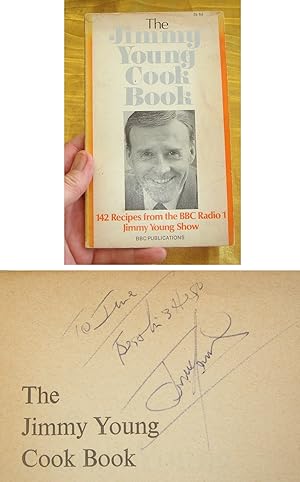 The
Jimmy
Young
Cook
Book
142 Recipes from the BBC Radio 1
Jimmy Young Show
BBC PUBLICATIONS
To
The
Jimmy Young
Cook Book